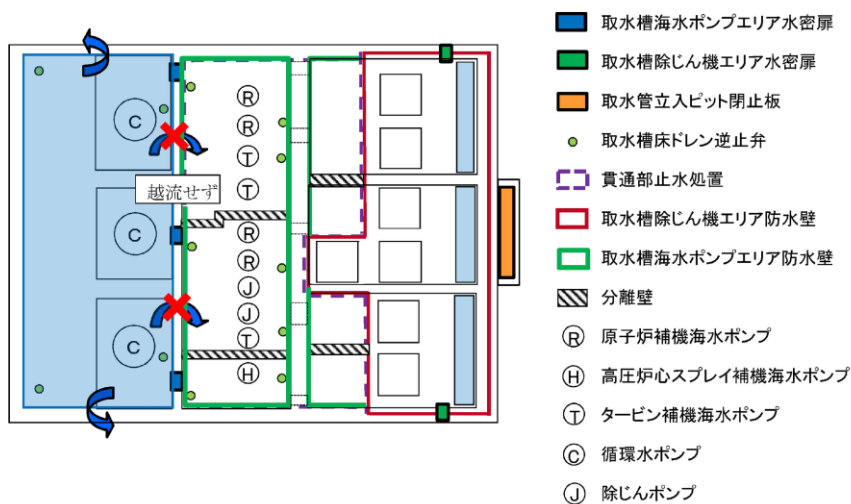 取水槽海水ポンプエリア水密扉
取水槽除じん機エリア水密扉
取水管立入ピット閉止板
取水槽床ドレン逆止弁
貫通部止水処置
取水槽除じん機エリア防水壁
取水槽海水ポンプエリア防水壁
分離壁
Ⓡ 原子炉補機海水ポンプ
Ⓗ 高圧炉心スプレイ補機海水ポンプ
Ⓣ タービン補機海水ポンプ
Ⓒ 循環水ポンプ
Ⓙ 除じんポンプ
Ⓒ
Ⓒ
Ⓒ
越流せず
Ⓡ
Ⓡ
Ⓣ
Ⓣ
Ⓡ
Ⓡ
Ⓙ
Ⓙ
Ⓣ
Ⓗ